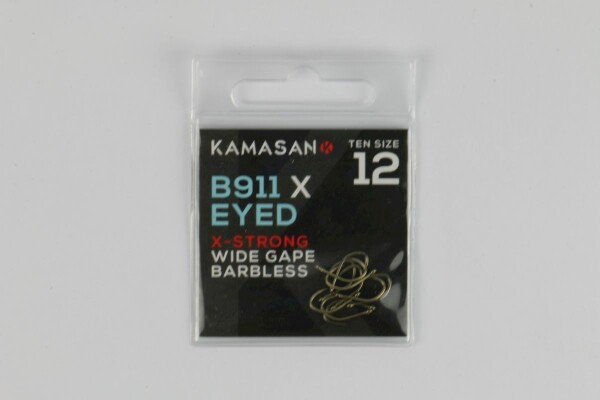 KAMASAN K
TEN SIZE
12
B911 X
EYED
X-STRONG
WIDE GAPE
BARBLESS